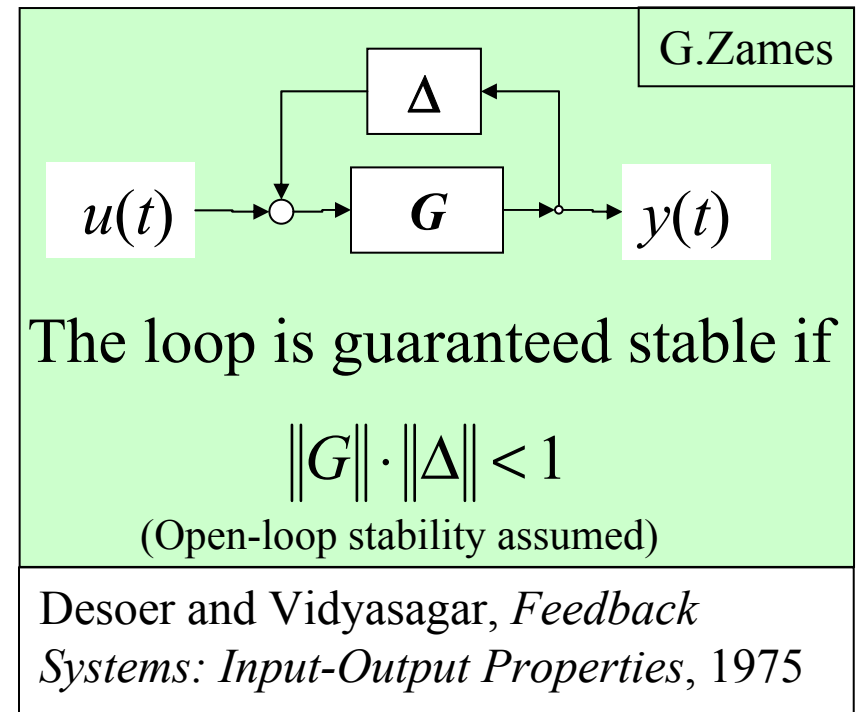 G.Zames
Δ
u(t)
G
y(t)
The loop is guaranteed stable if
‖G‖·‖Δ‖ < 1
(Open-loop stability assumed)
Desoer and Vidyasagar, Feedback
Systems: Input-Output Properties, 1975